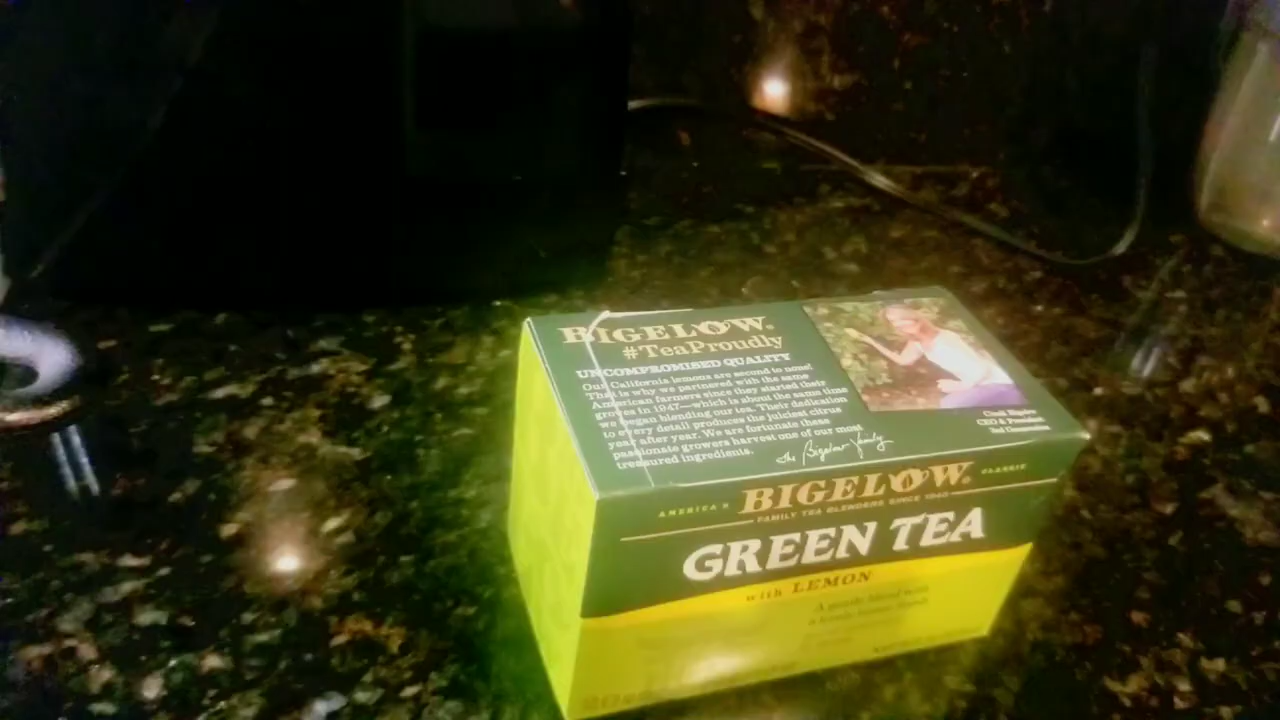 BIGELOW®
#TeaProudly
UNCOMPROMISED QUALITY
Our California lemons are second to none!
That is why we partnered with the same
American farmers since they started their
groves in 1947—which is about the same time
we began blending our tea. Their dedication
to every detail produces the juiciest citrus
year after year. We are fortunate these
passionate growers harvest one of our most
treasured ingredients.
The Bigelow Family
Cindi Bigelow
CEO & President
AMERICA'S BIGELOW® CLASSIC
FAMILY TEA BLENDERS SINCE 1945
GREEN TEA
with LEMON